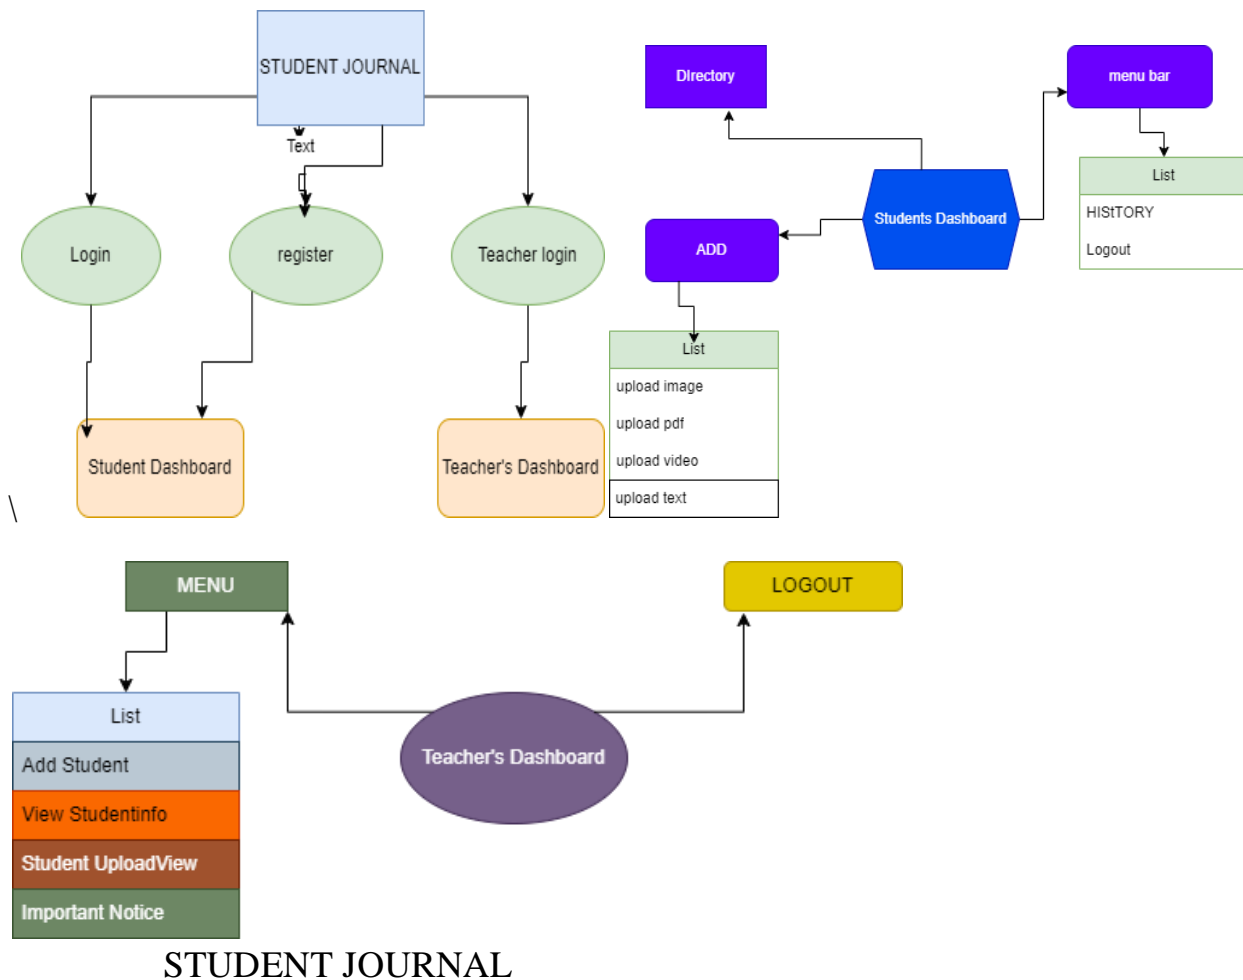 STUDENT JOURNAL
Text
Login
register
Teacher login
Student Dashboard
Teacher's Dashboard
DIrectory
menu bar
List
HIStTORY
Logout
Students Dashboard
ADD
List
upload image
upload pdf
upload video
upload text
\
MENU
LOGOUT
Teacher's Dashboard
List
Add Student
View Studentinfo
Student UploadView
Important Notice
STUDENT JOURNAL